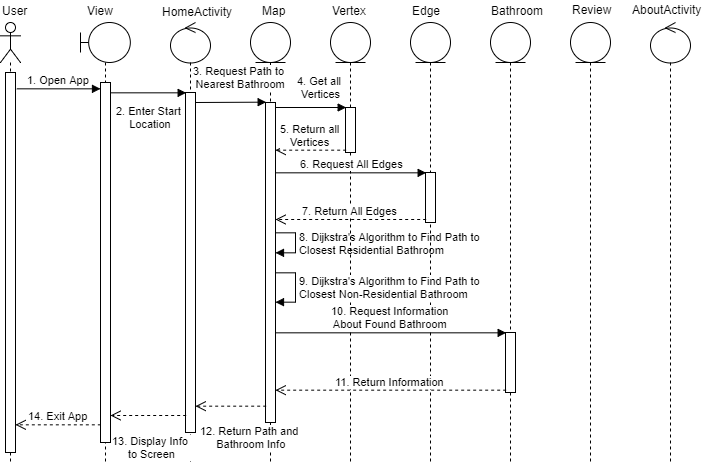 User
View
HomeActivity
Map
Vertex
Edge
Bathroom
Review
AboutActivity
1. Open App
2. Enter Start
Location
3. Request Path to
Nearest Bathroom
4. Get all
Vertices
5. Return all
Vertices
6. Request All Edges
7. Return All Edges
8. Dijkstra's Algorithm to Find Path to
Closest Residential Bathroom
9. Dijkstra's Algorithm to Find Path to
Closest Non-Residential Bathroom
10. Request Information
About Found Bathroom
11. Return Information
12. Return Path and
Bathroom Info
13. Display Info
to Screen
14. Exit App